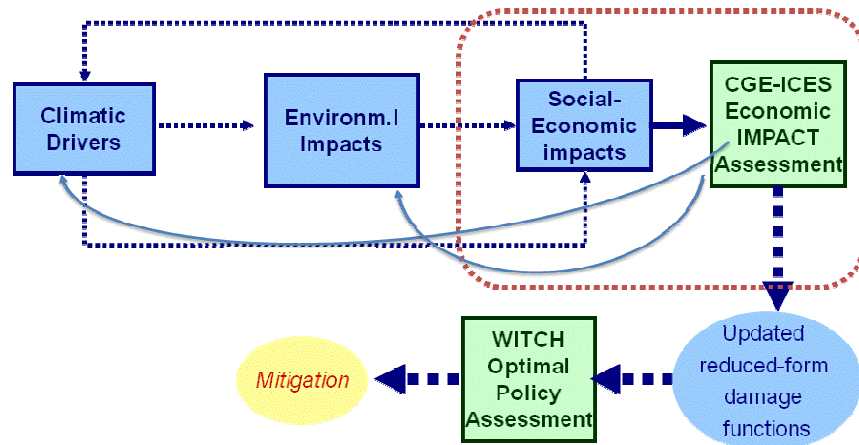 Climatic
Drivers
Environm.l
Impacts
Social-
Economic
impacts
CGE-ICES
Economic
IMPACT
Assessment
Updated
reduced-form
damage
functions
WITCH
Optimal
Policy
Assessment
Mitigation